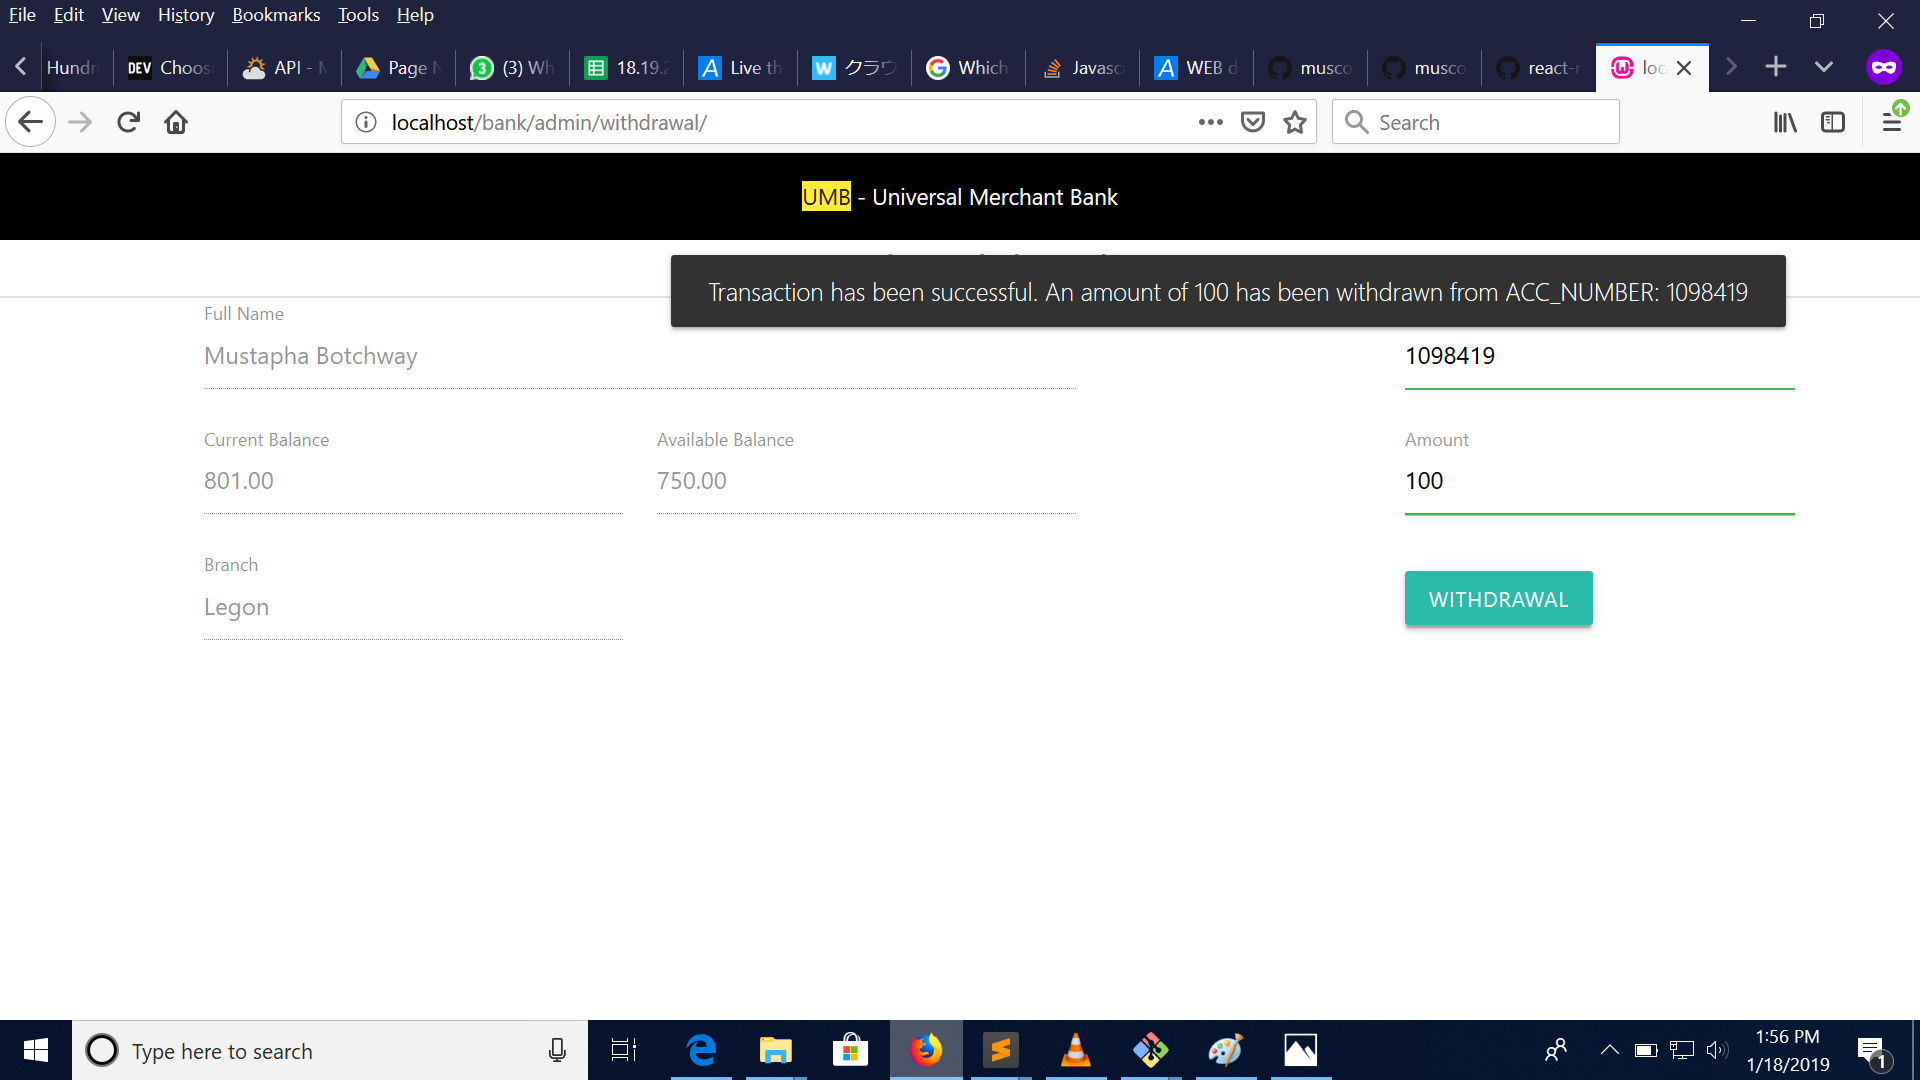 File Edit View History Bookmarks Tools Help
Hundr DEV Choos API - (3) Wh Page 18.19.2 Live th W クラウ Which Javasc WEB d musco musco react-r loc
localhost/bank/admin/withdrawal/
Search
UMB - Universal Merchant Bank
Transaction has been successful. An amount of 100 has been withdrawn from ACC_NUMBER: 1098419
Full Name
Mustapha Botchway
1098419
Current Balance
Available Balance
Amount
801.00
750.00
100
Branch
Legon
WITHDRAWAL
Type here to search
1:56 PM
1/18/2019
1